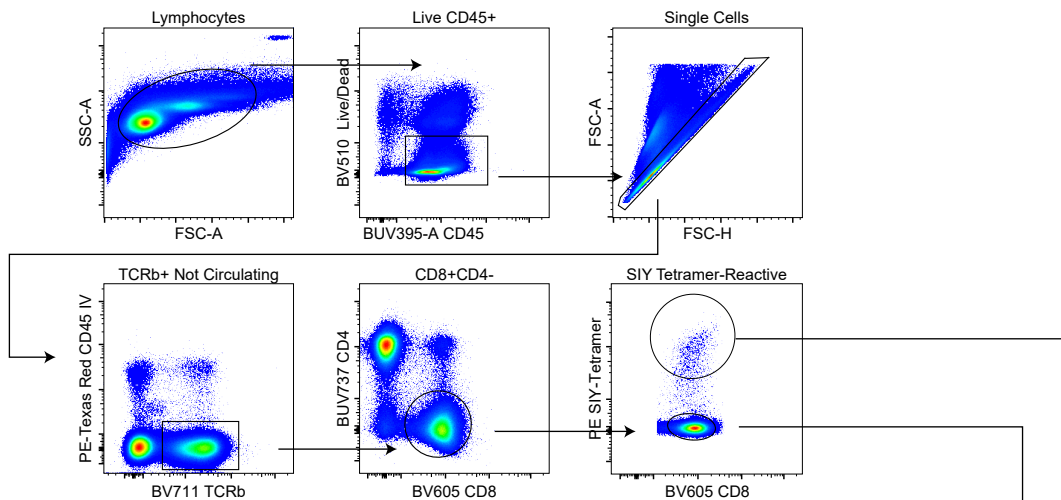 Lymphocytes
SSC-A
FSC-A
Live CD45+
BV510 Live/Dead
BUV395-A CD45
Single Cells
FSC-A
FSC-H
TCRb+ Not Circulating
PE-Texas Red CD45 IV
BV711 TCRb
CD8+CD4-
BUV737 CD4
BV605 CD8
SIY Tetramer-Reactive
PE SIY-Tetramer
BV605 CD8